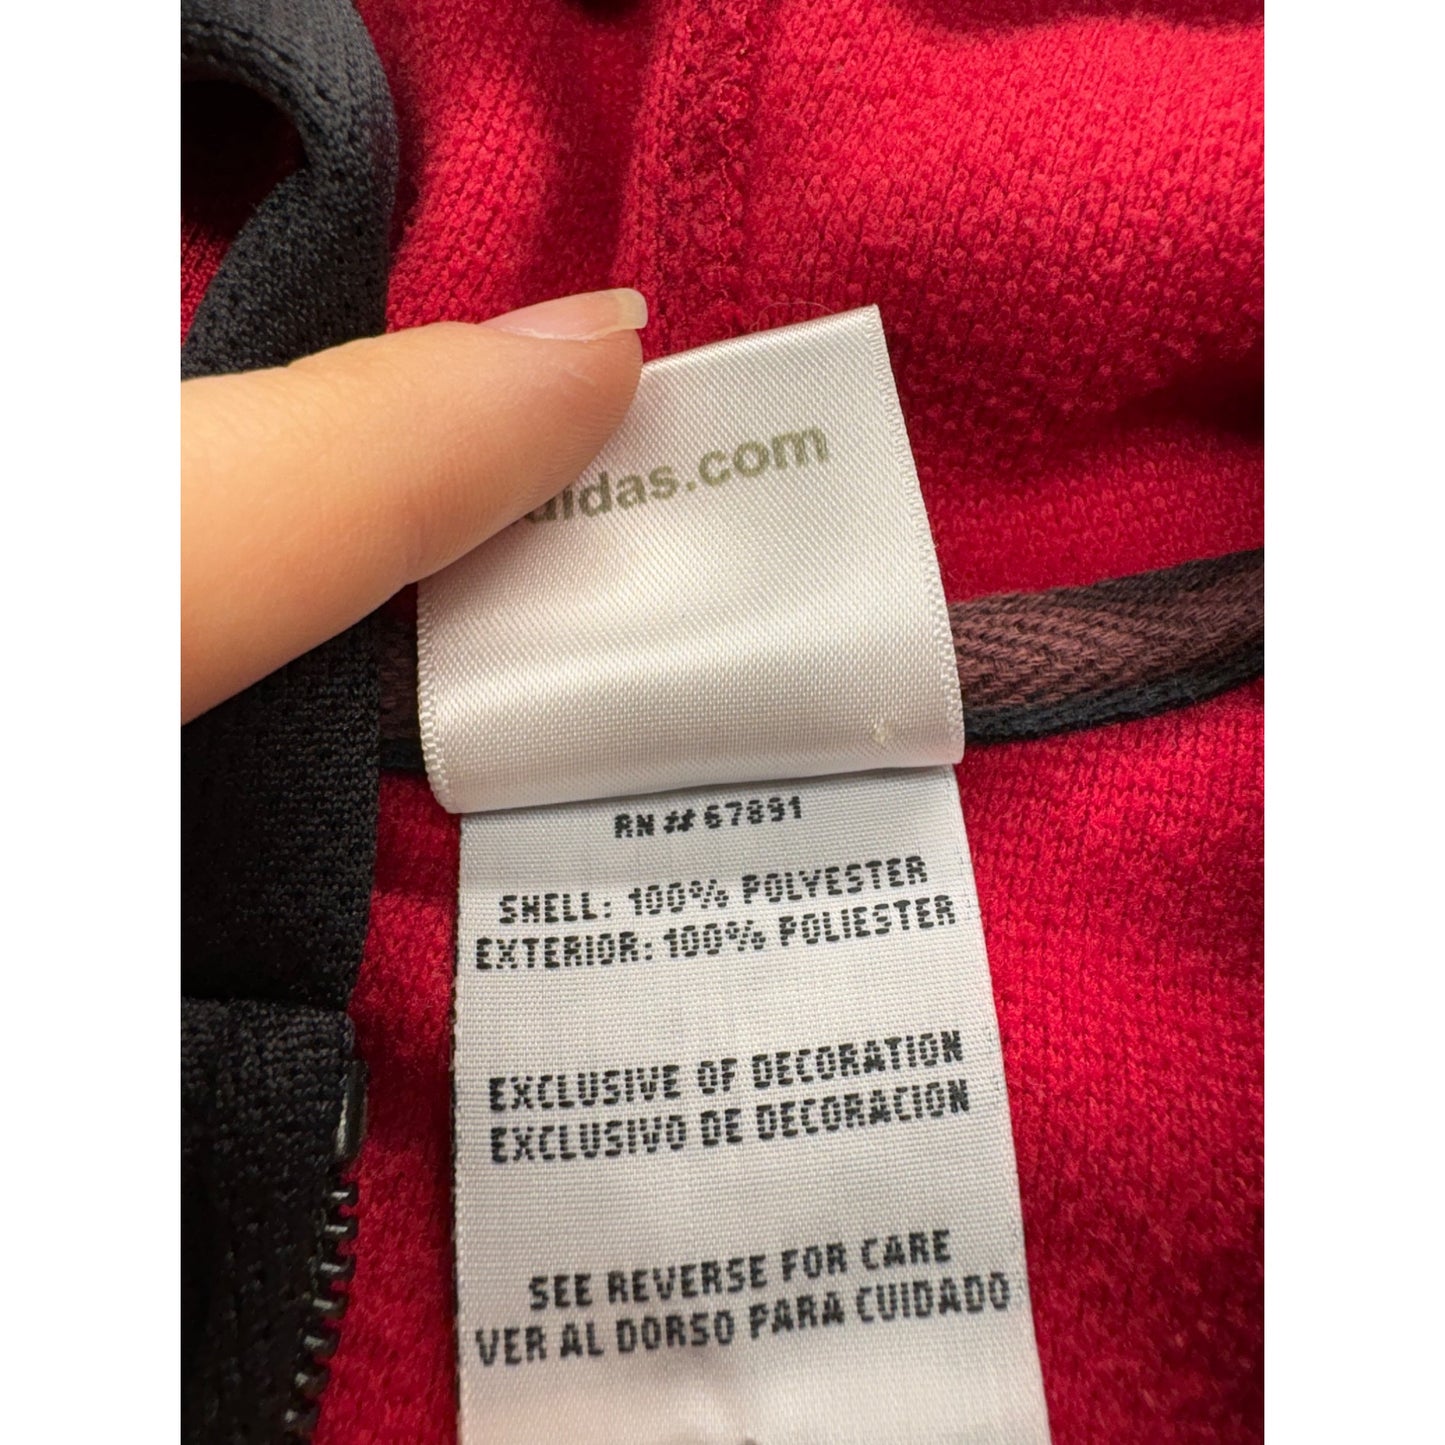 didas.com
RN # 67891
SHELL: 100% POLYESTER
EXTERIOR: 100% POLIESTER
EXCLUSIVE OF DECORATION
EXCLUSIVO DE DECORACION
SEE REVERSE FOR CARE
VER AL DORSO PARA CUIDADO